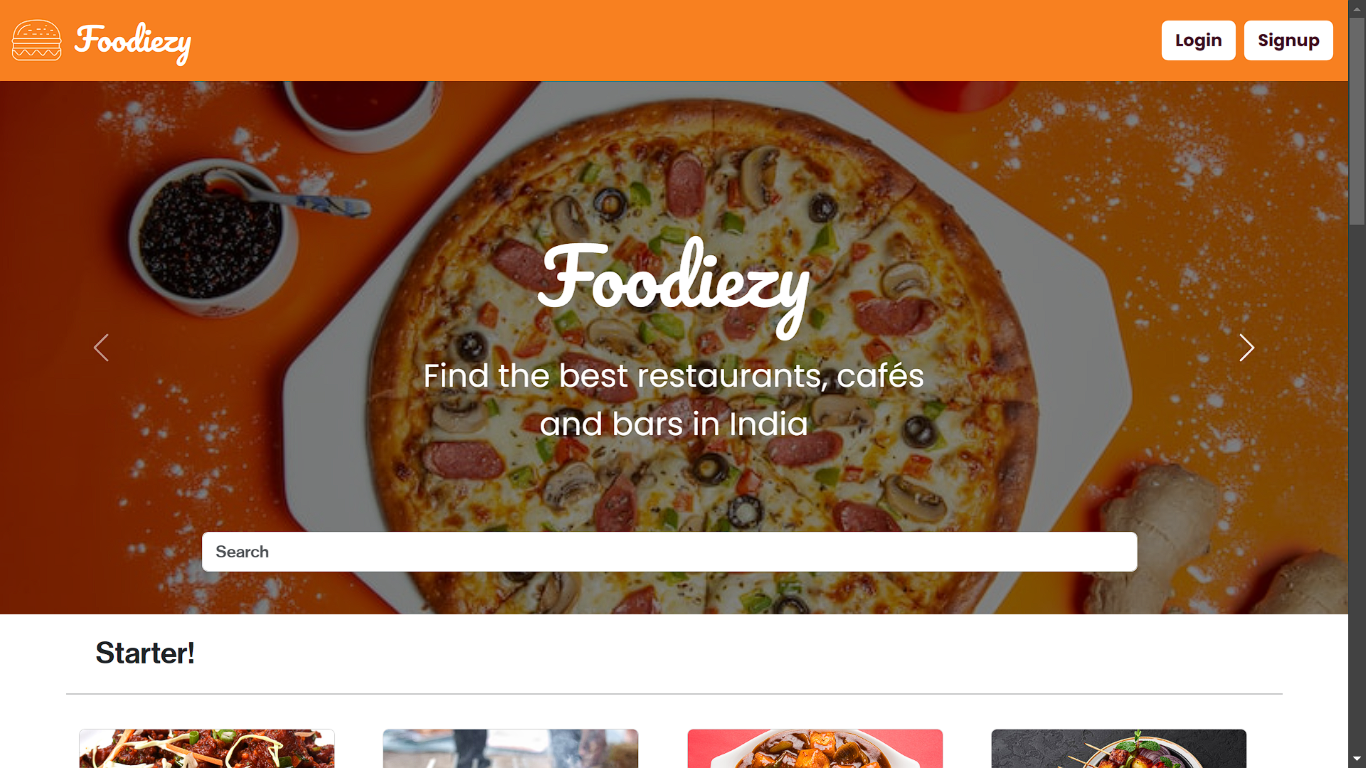 Foodiezy
Login
Signup
Foodiezy
Find the best restaurants, cafés
and bars in India
Search
Starter!